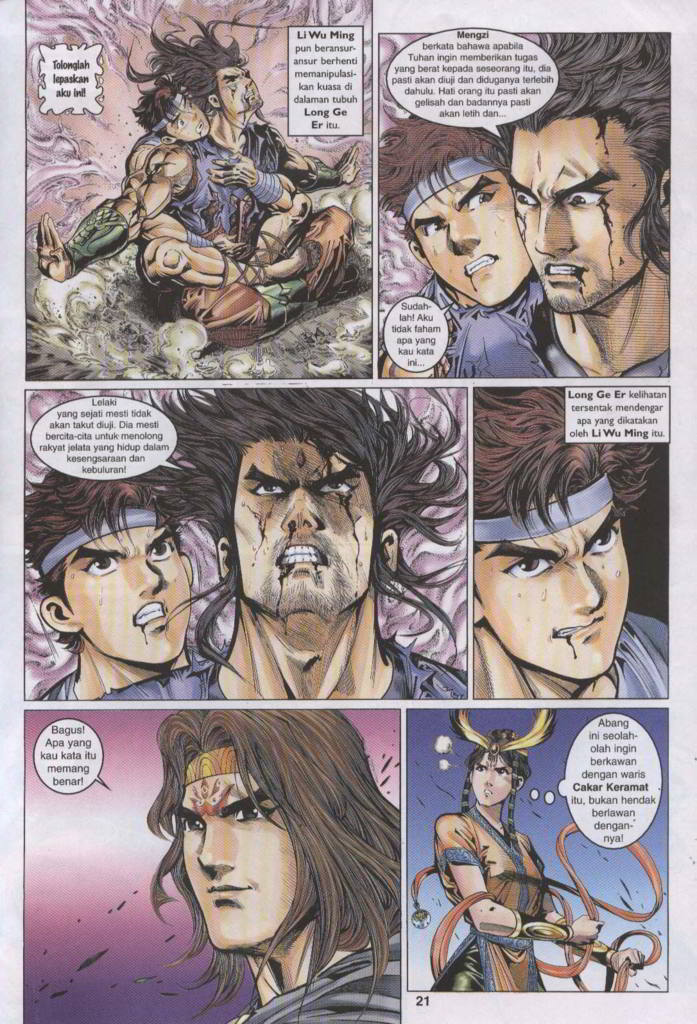 Tolonglah
lepaskan
aku ini!
Li Wu Ming
pun beransur-
ansur berhenti
memanipulasi-
kan kuasa di
dalaman tubuh
Long Ge
Er itu.
Mengzi
berkata bahawa apabila
Tuhan ingin memberikan tugas
yang berat kepada seseorang itu, dia
pasti akan diuji dan diduganya terlebih
dahulu. Hati orang itu pasti akan
gelisah dan badannya pasti
akan letih dan...
Sudah-
lah! Aku
tidak faham
apa yang
kau kata
ini...
Lelaki
yang sejati mesti tidak
akan takut diuji. Dia mesti
bercita-cita untuk menolong
rakyat jelata yang hidup dalam
kesengsaraan dan
kebuluran!
Long Ge Er kelihatan
tersentak mendengar
apa yang dikatakan
oleh Li Wu Ming itu.
Bagus!
Apa yang
kau kata itu
memang
benar!
Abang
ini seolah-
olah ingin
berkawan
dengan waris
Cakar Keramat
itu, bukan hendak
berlawan
dengan-
nya!
21